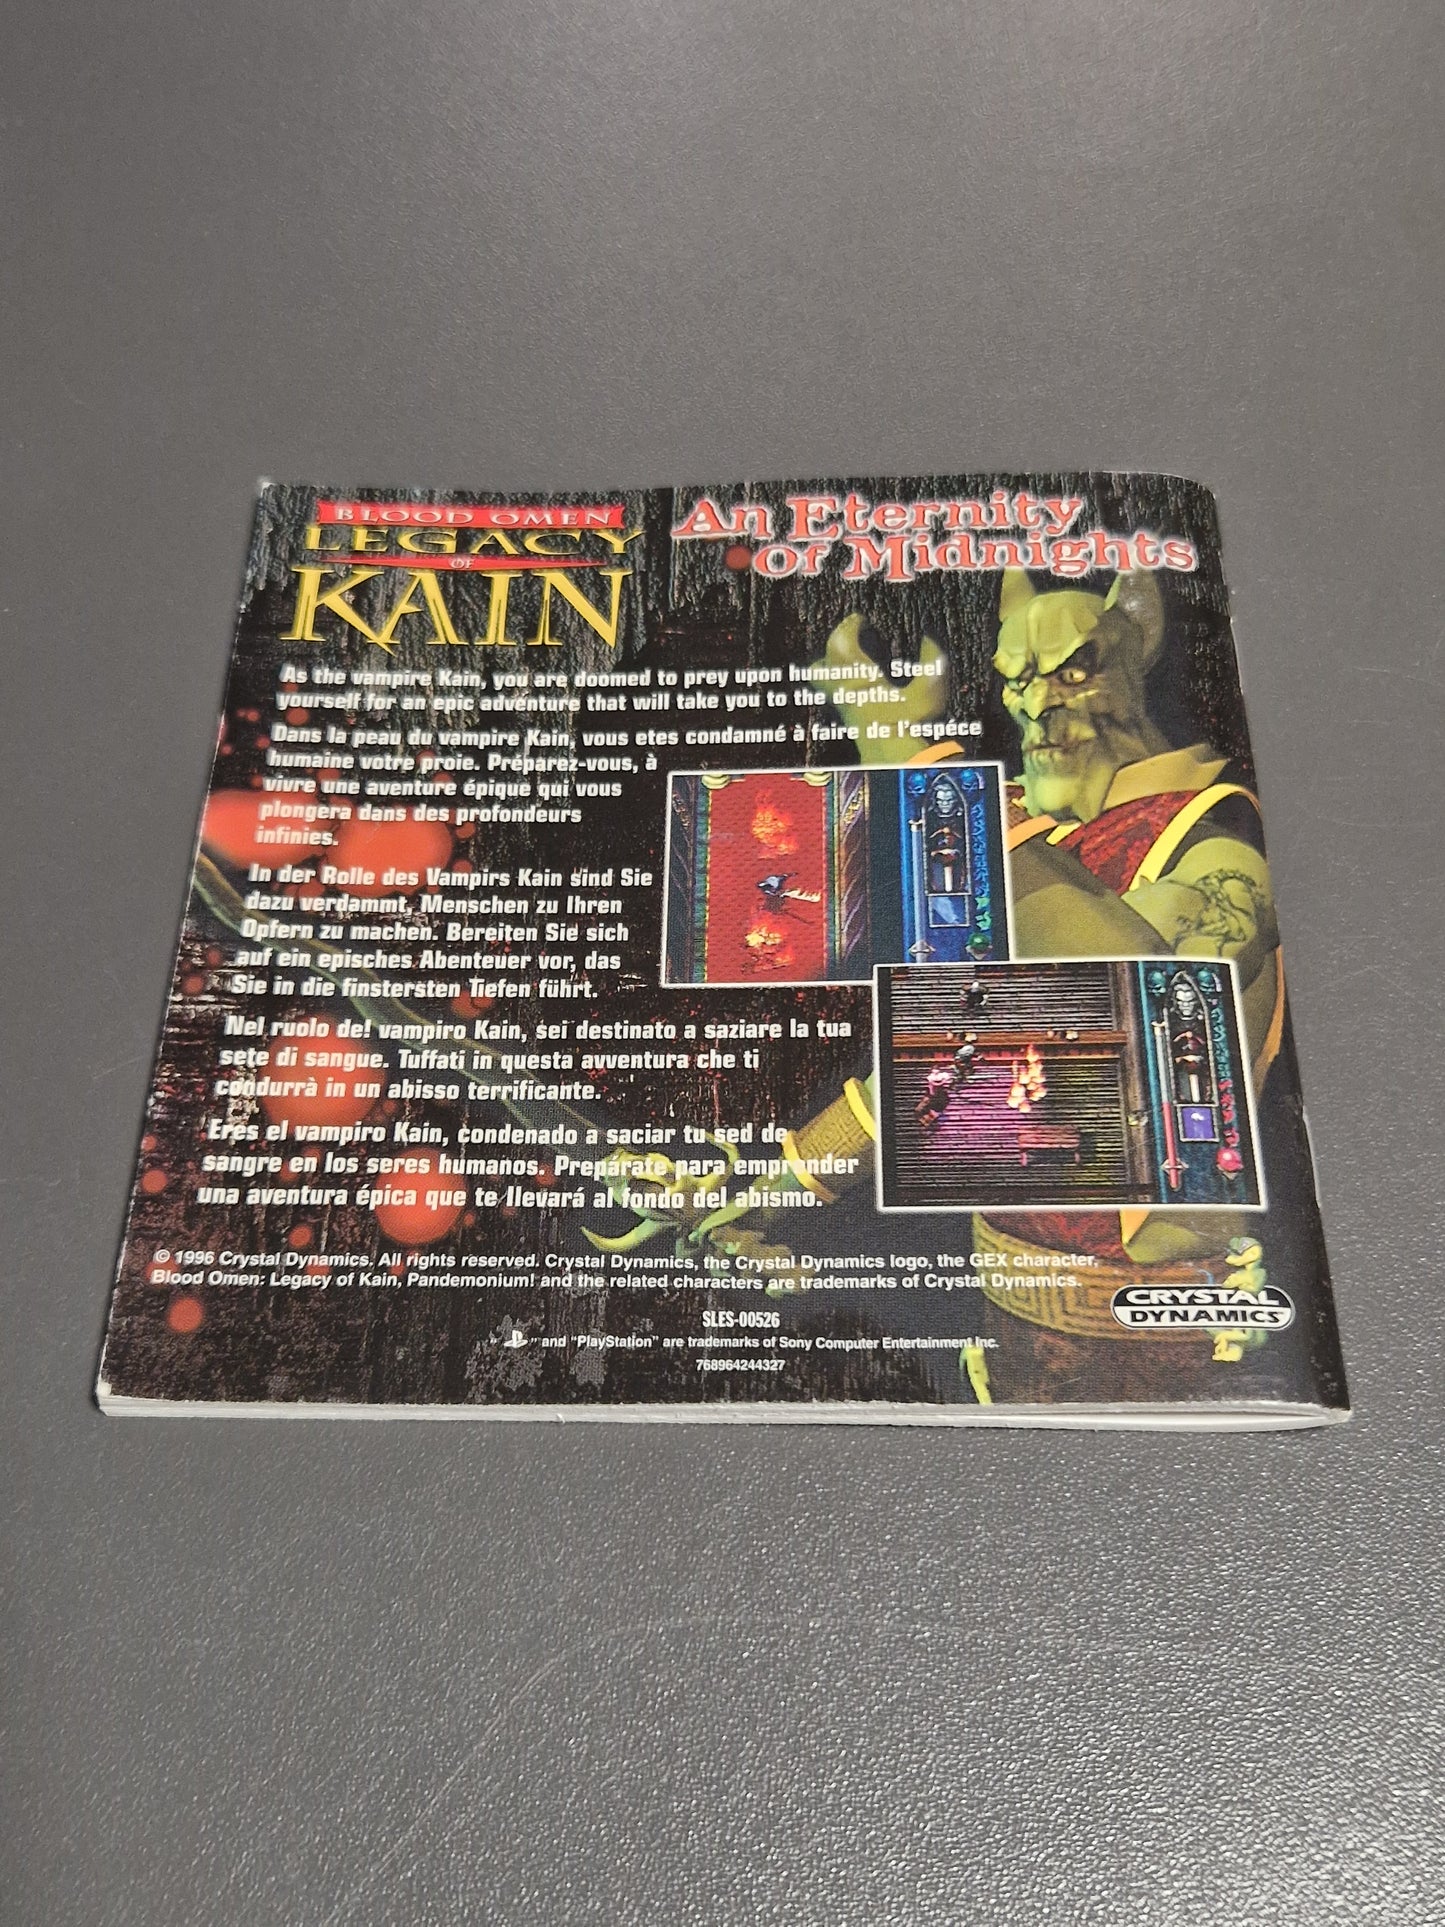 BLOOD OMEN
LEGACY
OF
KAIN
An Eternity
Of Midnights
As the vampire Kain, you are doomed to prey upon humanity. Steel
yourself for an epic adventure that will take you to the depths.
Dans la peau du vampire Kain, vous etes condamné à faire de l'espéce
humaine votre proie. Préparez-vous, à
vivre une aventure épique qui vous
plongera dans des profondeurs
infinies.
In der Rolle des Vampirs Kain sind Sie
dazu verdammt, Menschen zu Ihren
Opfern zu machen. Bereiten Sie sich
auf ein episches Abenteuer vor, das
Sie in die finstersten Tiefen führt.
Nel ruolo del vampiro Kain, sei destinato a saziare la tua
sete di sangue. Tuffati in questa avventura che ti
condurrà in un abisso terrificante.
Eres el vampiro Kain, condenado a saciar tu sed de
sangre en los seres humanos. Prepárate para emprender
una aventura épica que te llevará al fondo del abismo.
© 1996 Crystal Dynamics. All rights reserved. Crystal Dynamics, the Crystal Dynamics logo, the GEX character,
Blood Omen: Legacy of Kain, Pandemonium! and the related characters are trademarks of Crystal Dynamics.
CRYSTAL
DYNAMICS
SLES-00526
" " and "PlayStation" are trademarks of Sony Computer Entertainment Inc.
768964244327